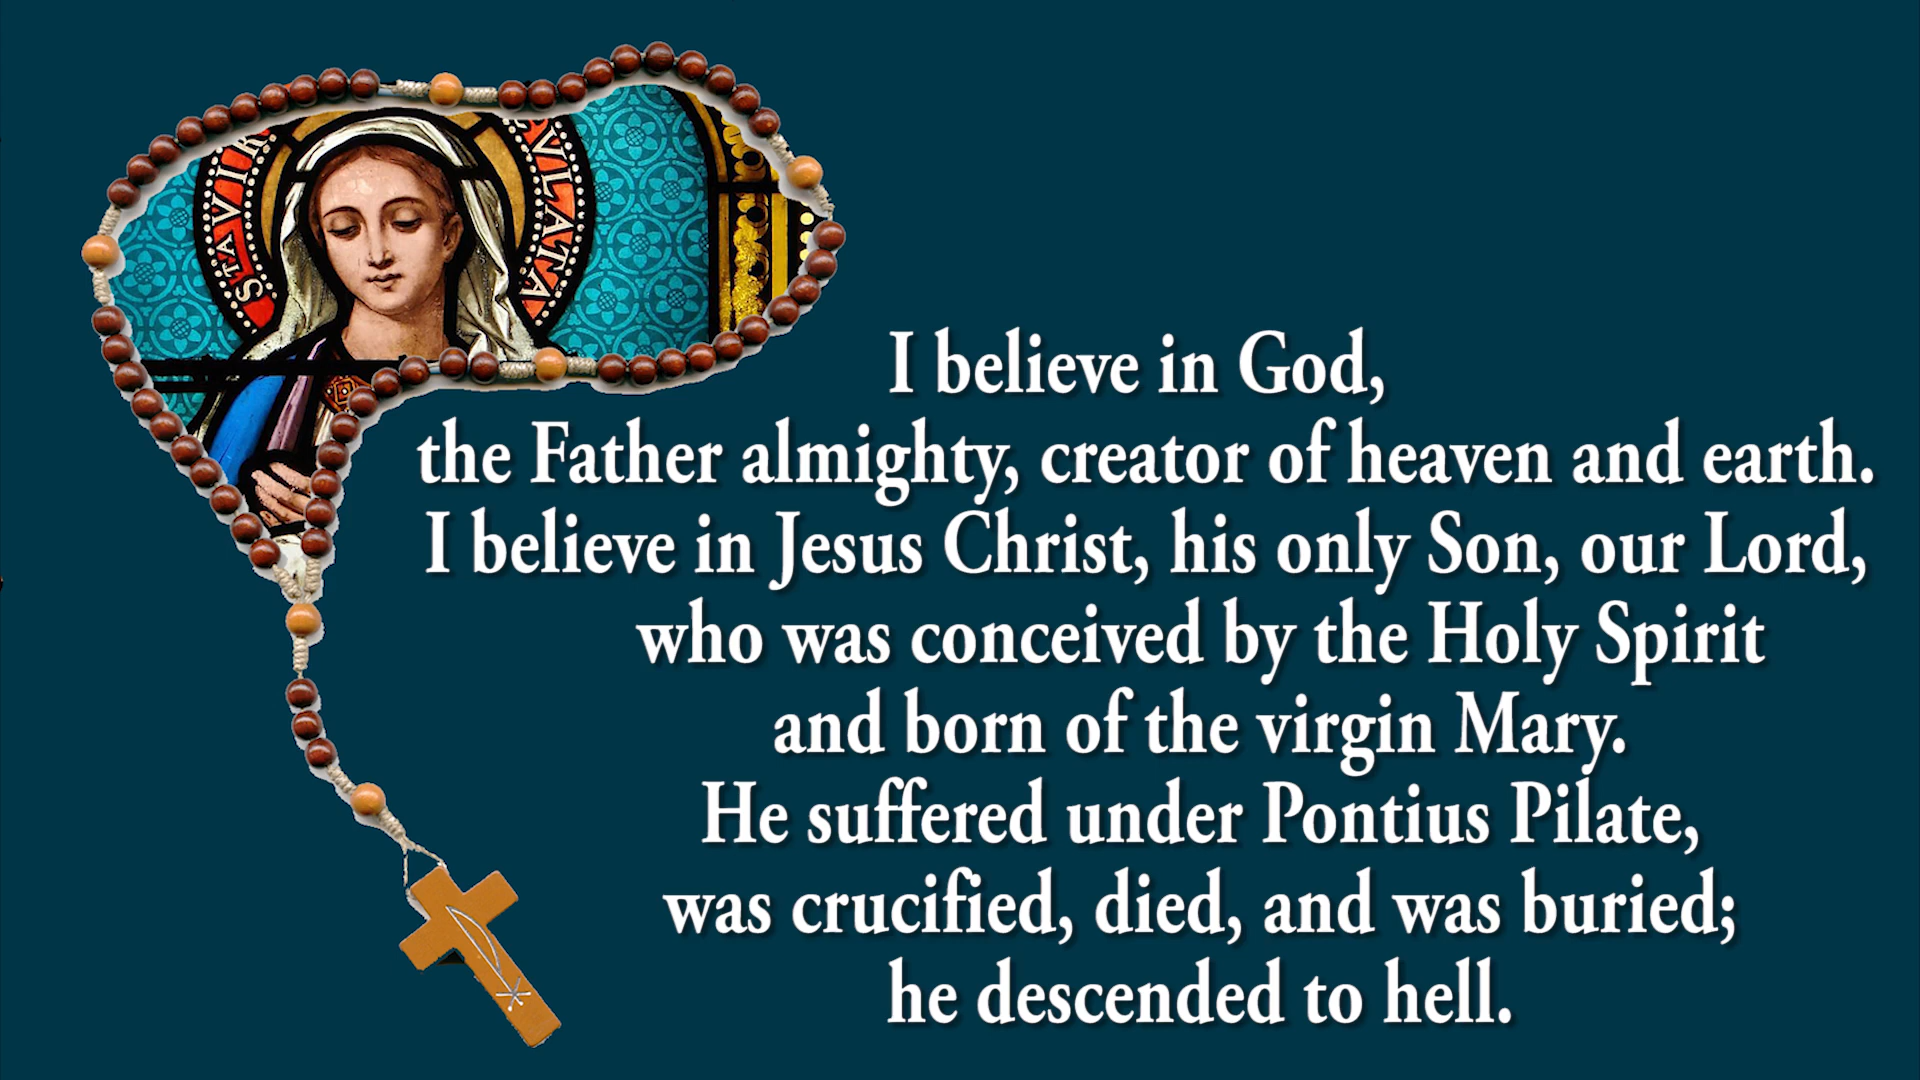 STA VIR
ULATA
I believe in God,
the Father almighty, creator of heaven and earth.
I believe in Jesus Christ, his only Son, our Lord,
who was conceived by the Holy Spirit
and born of the virgin Mary.
He suffered under Pontius Pilate,
was crucified, died, and was buried;
he descended to hell.